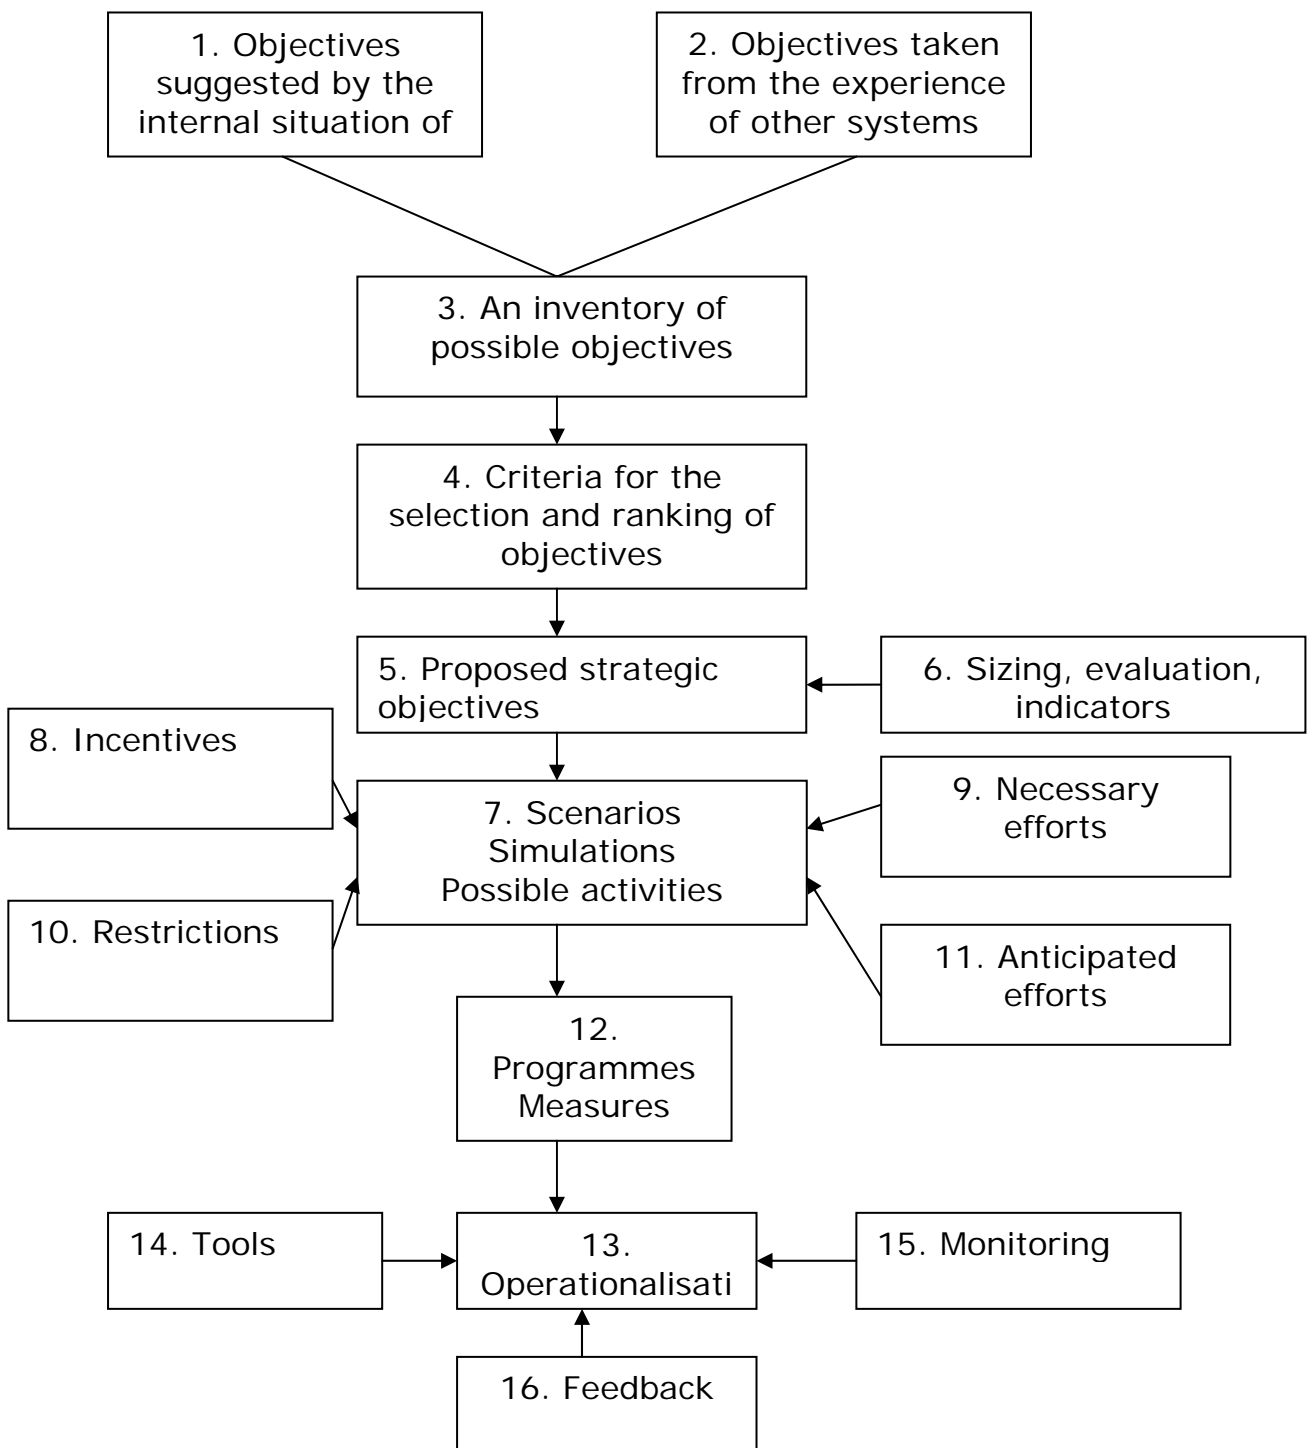 1. Objectives
suggested by the
internal situation of
2. Objectives taken
from the experience
of other systems
3. An inventory of
possible objectives
4. Criteria for the
selection and ranking of
objectives
5. Proposed strategic
objectives
6. Sizing, evaluation,
indicators
8. Incentives
7. Scenarios
Simulations
Possible activities
9. Necessary
efforts
10. Restrictions
11. Anticipated
efforts
12.
Programmes
Measures
14. Tools
13.
Operationalisati
15. Monitoring
16. Feedback